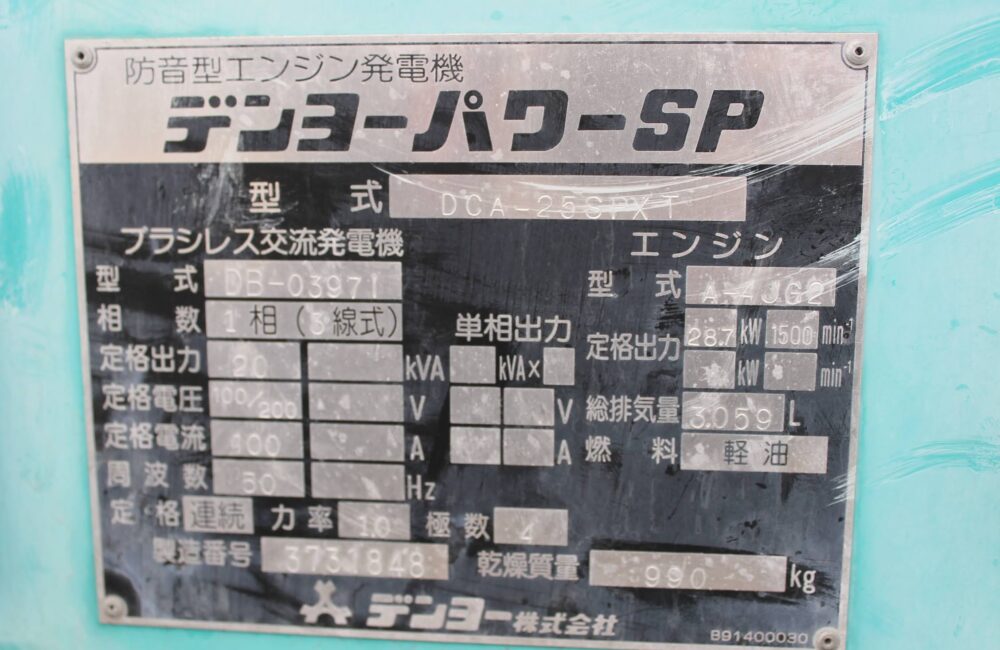 防音型エンジン発電機
デンヨーパワーSP
型 式 DCA-25SPXT
ブラシレス交流発電機
型 式 DB-0397I
相 数 1相(3線式)
定格出力 20 kVA
定格電圧 100/200 V
定格電流 100 A
周波数 50 Hz
単相出力
kVA×
V
A
エンジン
型 式 A-4JG2
定格出力 28.7 kW 1500 min⁻¹
kW min⁻¹
総排気量 3.059 L
燃 料 軽油
定 格 連続 力 率 1.0 極 数 4
製造番号 3731848 乾燥質量 990 kg
デンヨー株式会社
B91400030